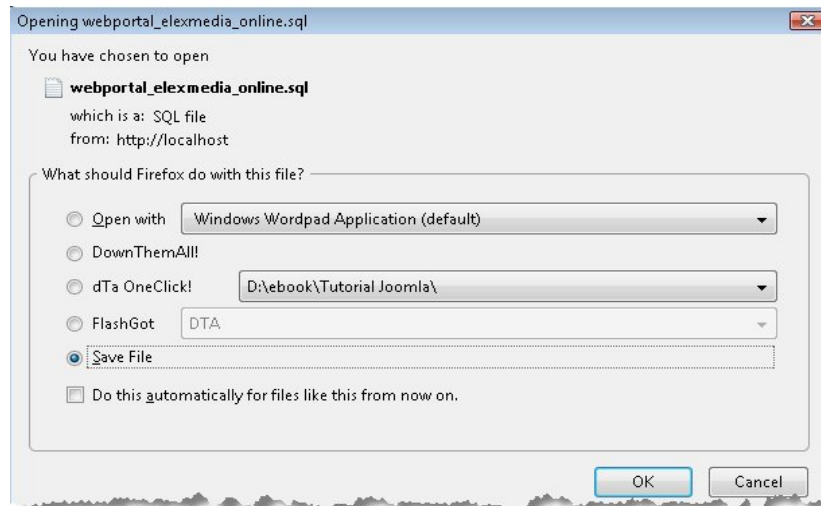 Opening webportal_elexmedia_online.sql
You have chosen to open
webportal_elexmedia_online.sql
which is a: SQL file
from: http://localhost
What should Firefox do with this file?
Open with Windows Wordpad Application (default)
DownThemAll!
dTa OneClick! D:\ebook\Tutorial Joomla\
FlashGot DTA
Save File
Do this automatically for files like this from now on.
OK Cancel